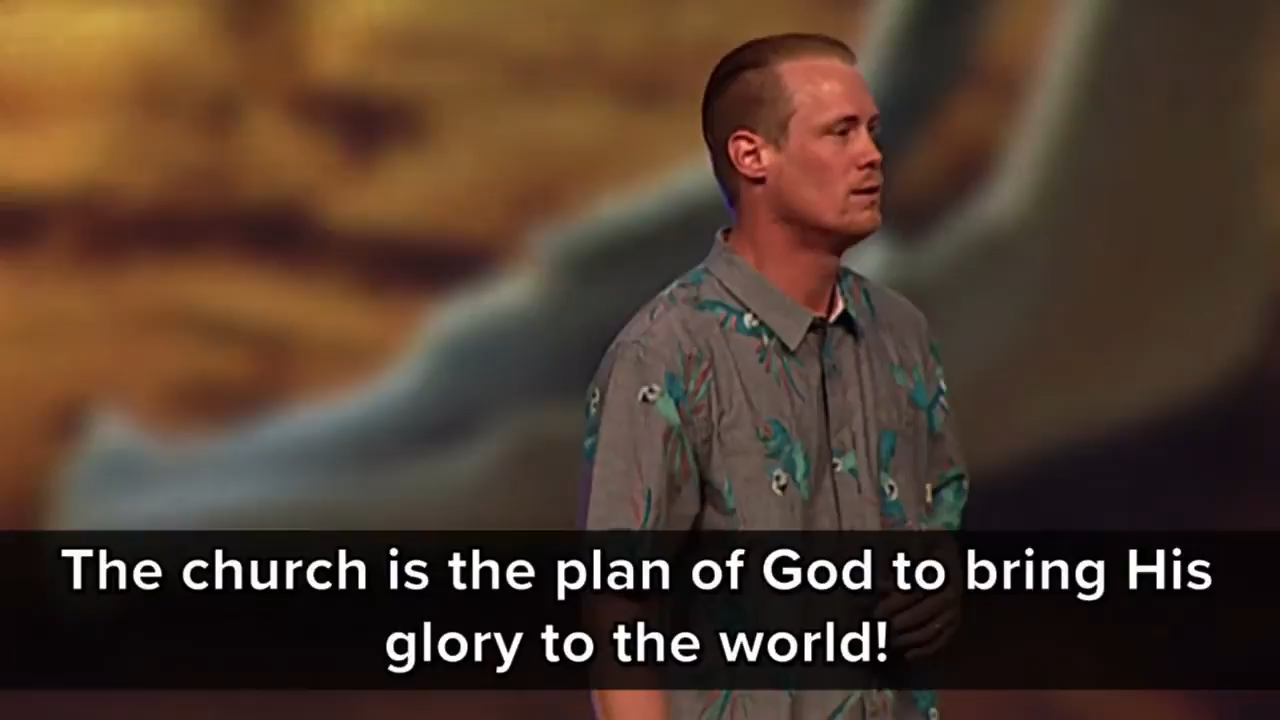 The church is the plan of God to bring His
glory to the world!